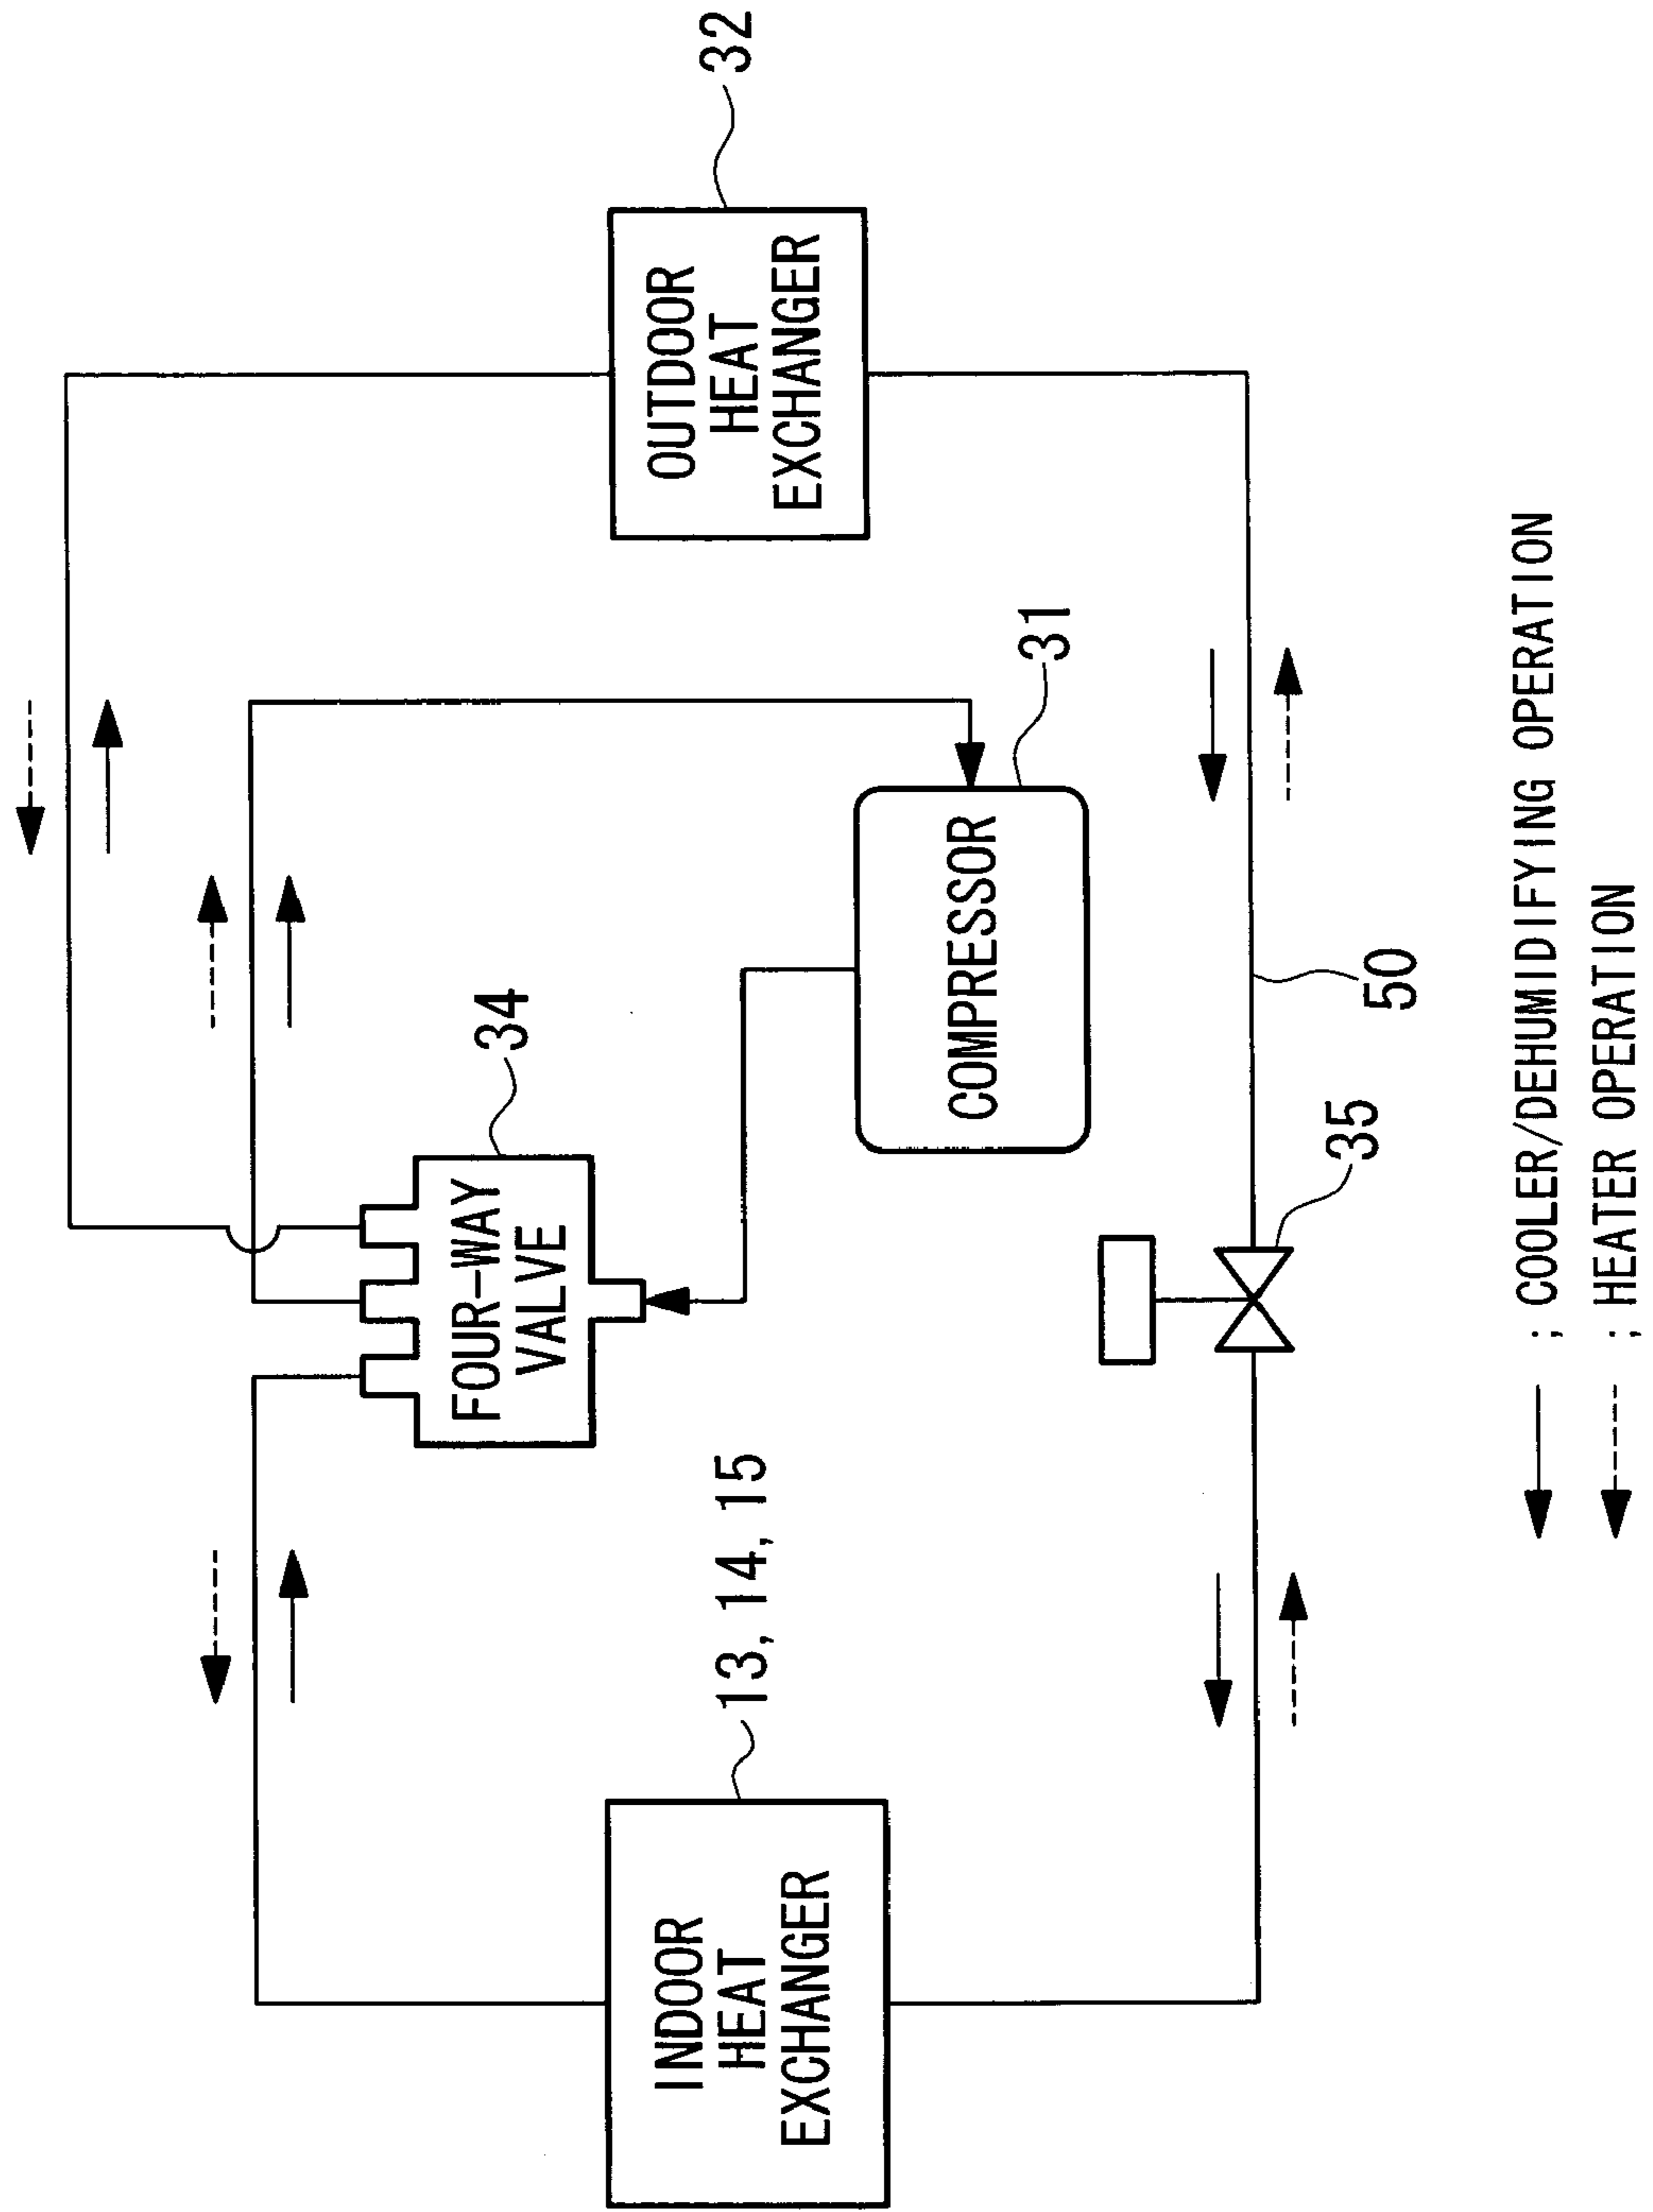 32
OUTDOOR
HEAT
EXCHANGER
34
FOUR-WAY
VALVE
31
COMPRESSOR
13, 14, 15
INDOOR
HEAT
EXCHANGER
35
50
; COOLER/DEHUMIDIFYING OPERATION
; HEATER OPERATION